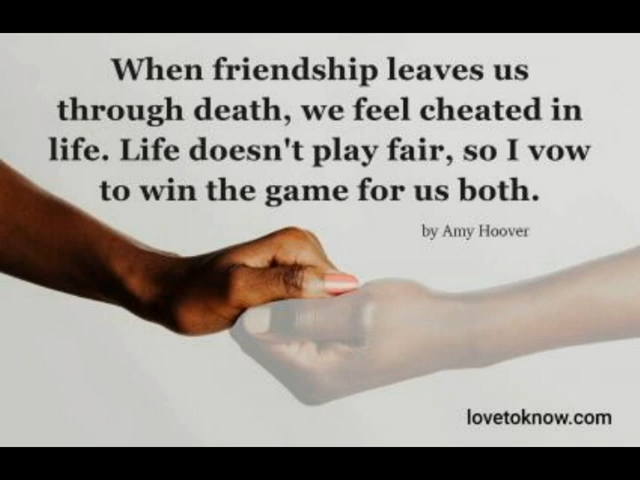 When friendship leaves us
through death, we feel cheated in
life. Life doesn't play fair, so I vow
to win the game for us both.
by Amy Hoover
lovetoknow.com